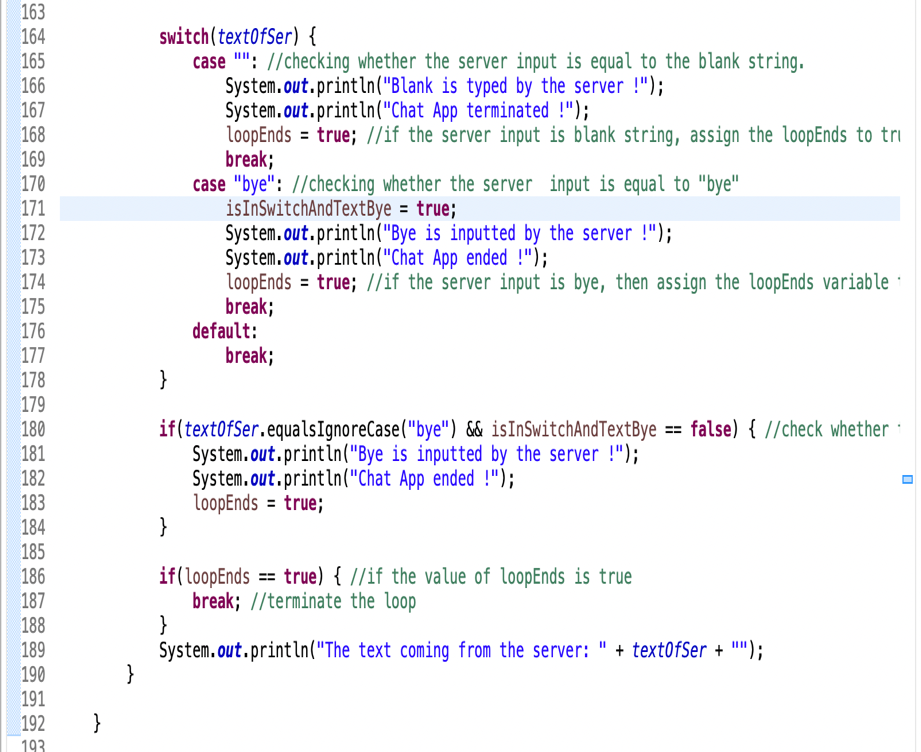 163
164 switch(textOfSer) {
165 case "": //checking whether the server input is equal to the blank string.
166 System.out.println("Blank is typed by the server !");
167 System.out.println("Chat App terminated !");
168 loopEnds = true; //if the server input is blank string, assign the loopEnds to
169 break;
170 case "bye": //checking whether the server  input is equal to "bye"
171 isInSwitchAndTextBye = true;
172 System.out.println("Bye is inputted by the server !");
173 System.out.println("Chat App ended !");
174 loopEnds = true; //if the server input is bye, then assign the loopEnds variable
175 break;
176 default:
177 break;
178 }
179
180 if(textOfSer.equalsIgnoreCase("bye") && isInSwitchAndTextBye == false) { //check whether
181 System.out.println("Bye is inputted by the server !");
182 System.out.println("Chat App ended !");
183 loopEnds = true;
184 }
185
186 if(loopEnds == true) { //if the value of loopEnds is true
187 break; //terminate the loop
188 }
189 System.out.println("The text coming from the server: " + textOfSer + "");
190 }
191
192 }
193